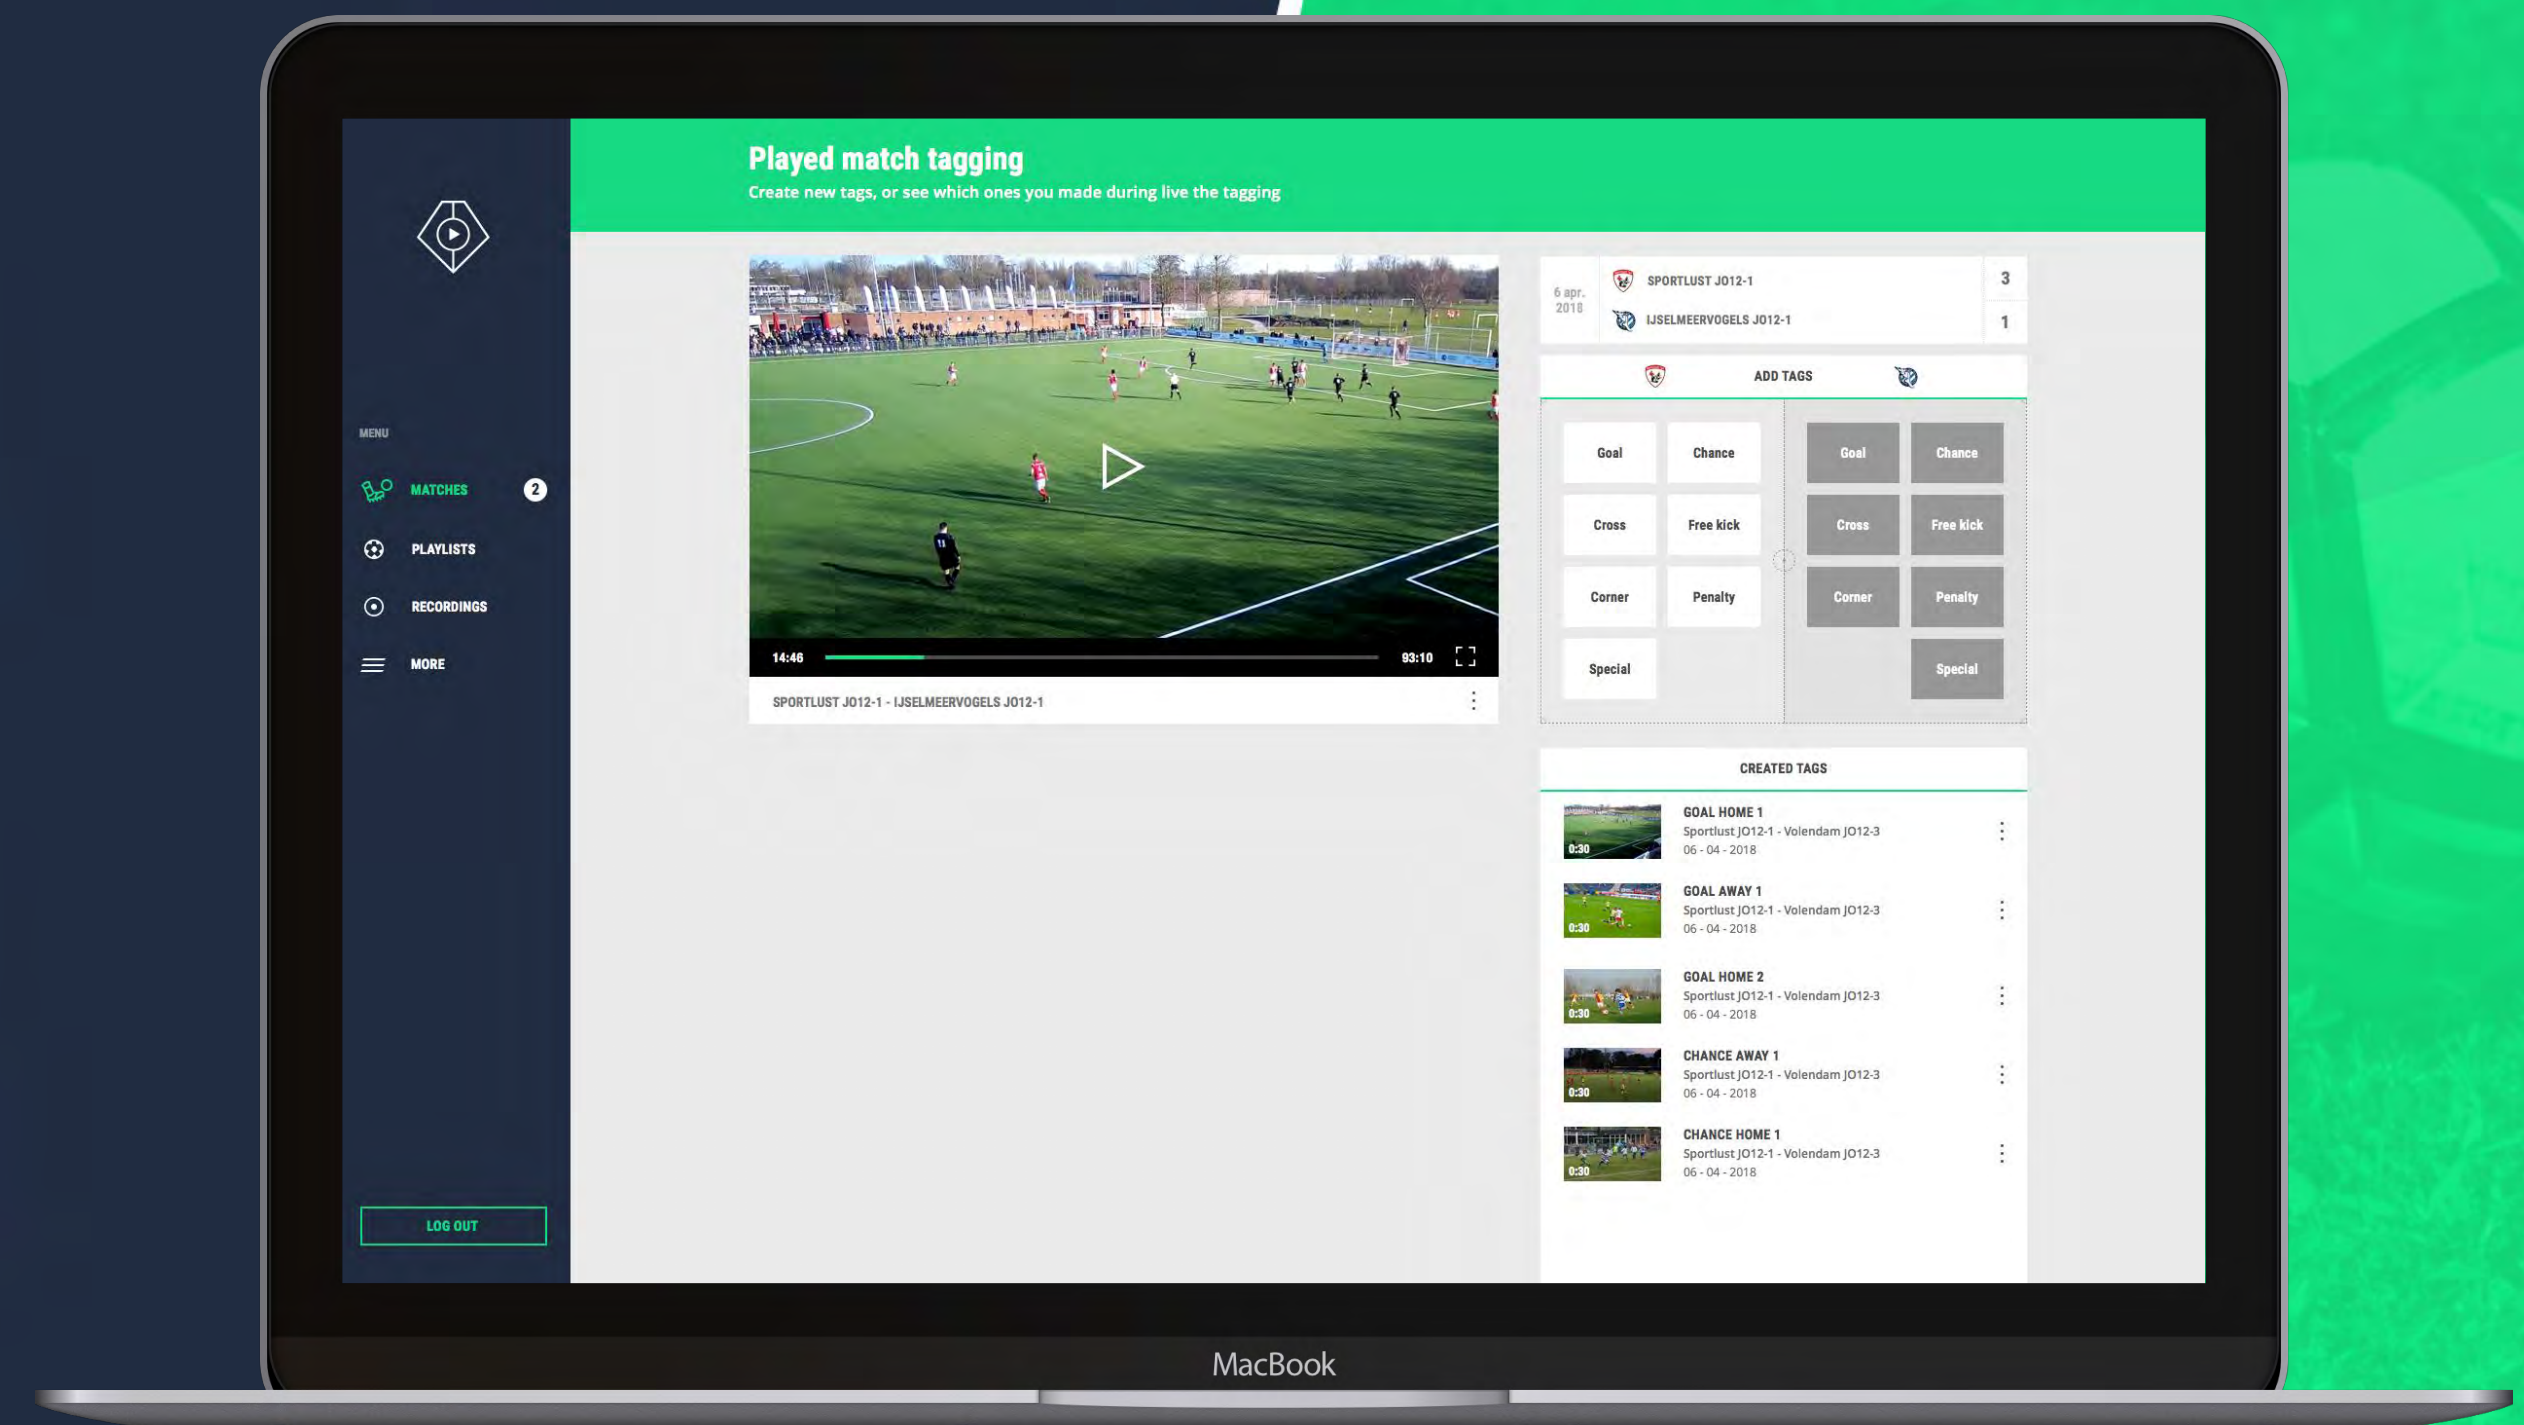 Played match tagging
Create new tags, or see which ones you made during live the tagging
MENU
MATCHES 2
PLAYLISTS
RECORDINGS
MORE
LOG OUT
11
14:46 93:10
SPORTLUST JO12-1 - IJSELMEERVOGELS JO12-1
6 apr.
2018
SPORTLUST JO12-1 3
IJSELMEERVOGELS JO12-1 1
ADD TAGS
Goal Chance Goal Chance
Cross Free kick Cross Free kick
Corner Penalty Corner Penalty
Special Special
CREATED TAGS
GOAL HOME 1
Sportlust JO12-1 - Volendam JO12-3
0:30 06 - 04 - 2018
GOAL AWAY 1
Sportlust JO12-1 - Volendam JO12-3
0:30 06 - 04 - 2018
GOAL HOME 2
Sportlust JO12-1 - Volendam JO12-3
0:30 06 - 04 - 2018
CHANCE AWAY 1
Sportlust JO12-1 - Volendam JO12-3
0:30 06 - 04 - 2018
CHANCE HOME 1
Sportlust JO12-1 - Volendam JO12-3
0:30 06 - 04 - 2018
MacBook